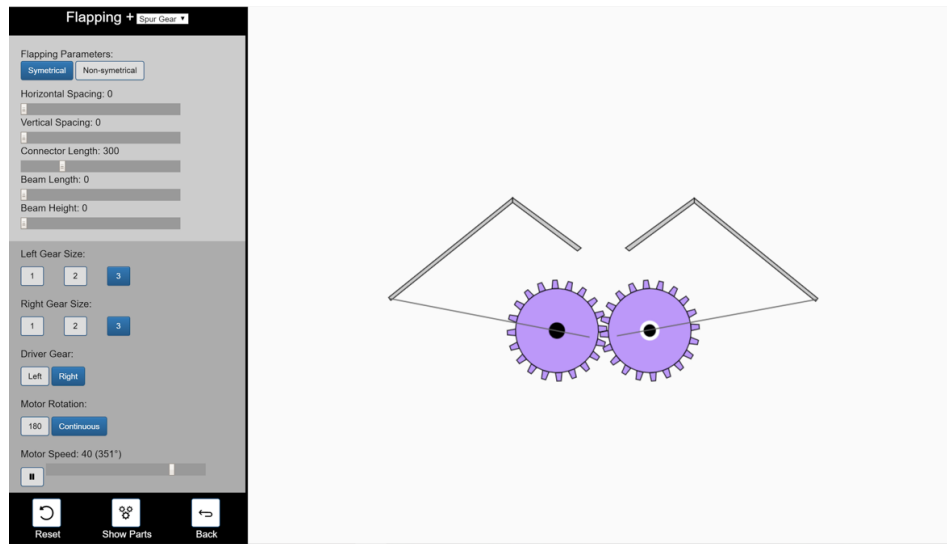 Flapping + Spur Gear
Flapping Parameters:
Symetrical Non-symetrical
Horizontal Spacing: 0
Vertical Spacing: 0
Connector Length: 300
Beam Length: 0
Beam Height: 0
Left Gear Size:
1 2 3
Right Gear Size:
1 2 3
Driver Gear:
Left Right
Motor Rotation:
180 Continuous
Motor Speed: 40 (351°)
Reset Show Parts Back